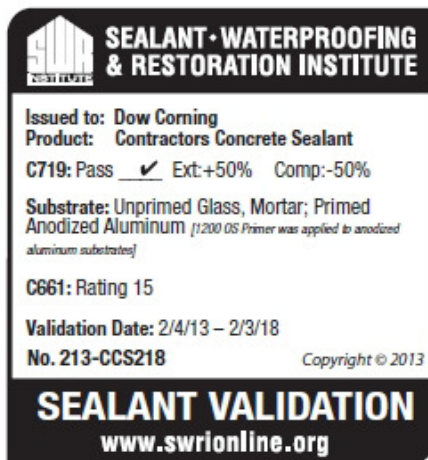 SWR
INSTITUTE
SEALANT • WATERPROOFING
& RESTORATION INSTITUTE
Issued to: Dow Corning
Product: Contractors Concrete Sealant
C719: Pass ✔ Ext:+50% Comp:-50%
Substrate: Unprimed Glass, Mortar; Primed
Anodized Aluminum [1200 OS Primer was applied to anodized
aluminum substrates]
C661: Rating 15
Validation Date: 2/4/13 – 2/3/18
No. 213-CCS218 Copyright © 2013
SEALANT VALIDATION
www.swrionline.org